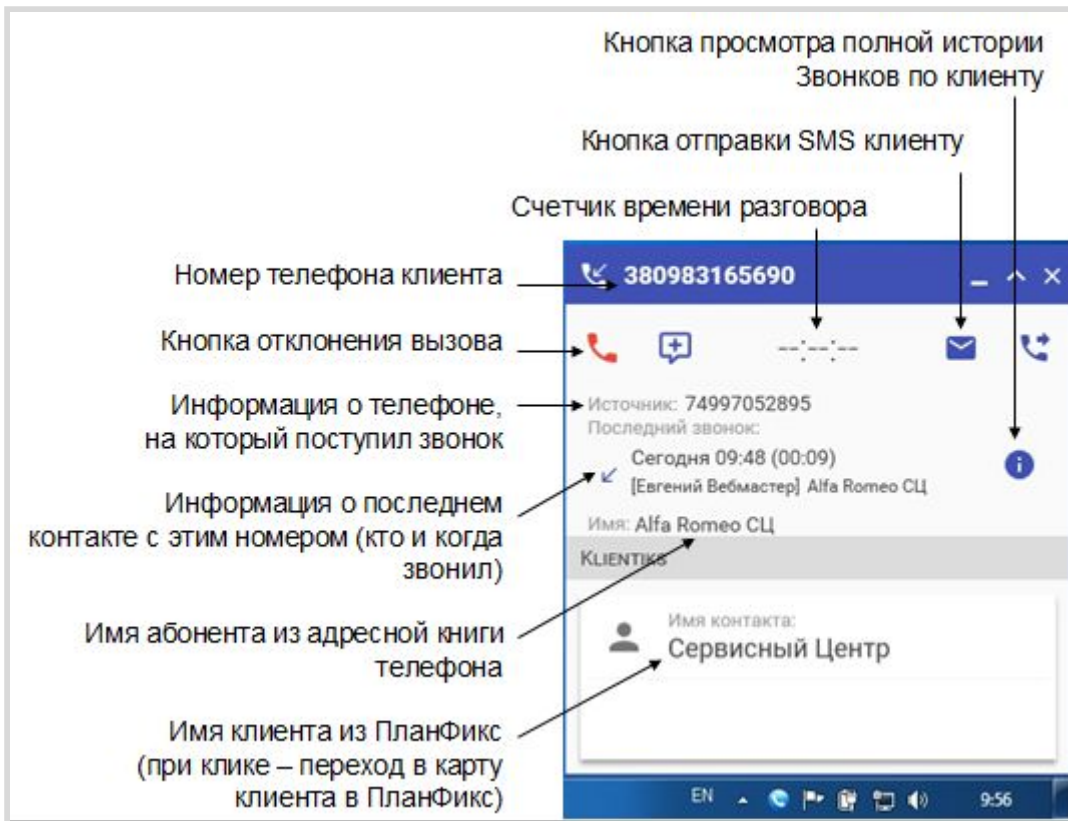 Кнопка просмотра полной истории
Звонков по клиенту
Кнопка отправки SMS клиенту
Счетчик времени разговора
Номер телефона клиента
380983165690
Кнопка отклонения вызова
--:--:--
Информация о телефоне,
на который поступил звонок
Источник: 74997052895
Последний звонок:
Сегодня 09:48 (00:09)
[Евгений Вебмастер] Alfa Romeo СЦ
Информация о последнем
контакте с этим номером (кто и когда
звонил)
Имя: Alfa Romeo СЦ
KLIENTIKS
Имя абонента из адресной книги
телефона
Имя контакта:
Сервисный Центр
Имя клиента из ПланФикс
(при клике – переход в карту
клиента в ПланФикс)
EN
9:56